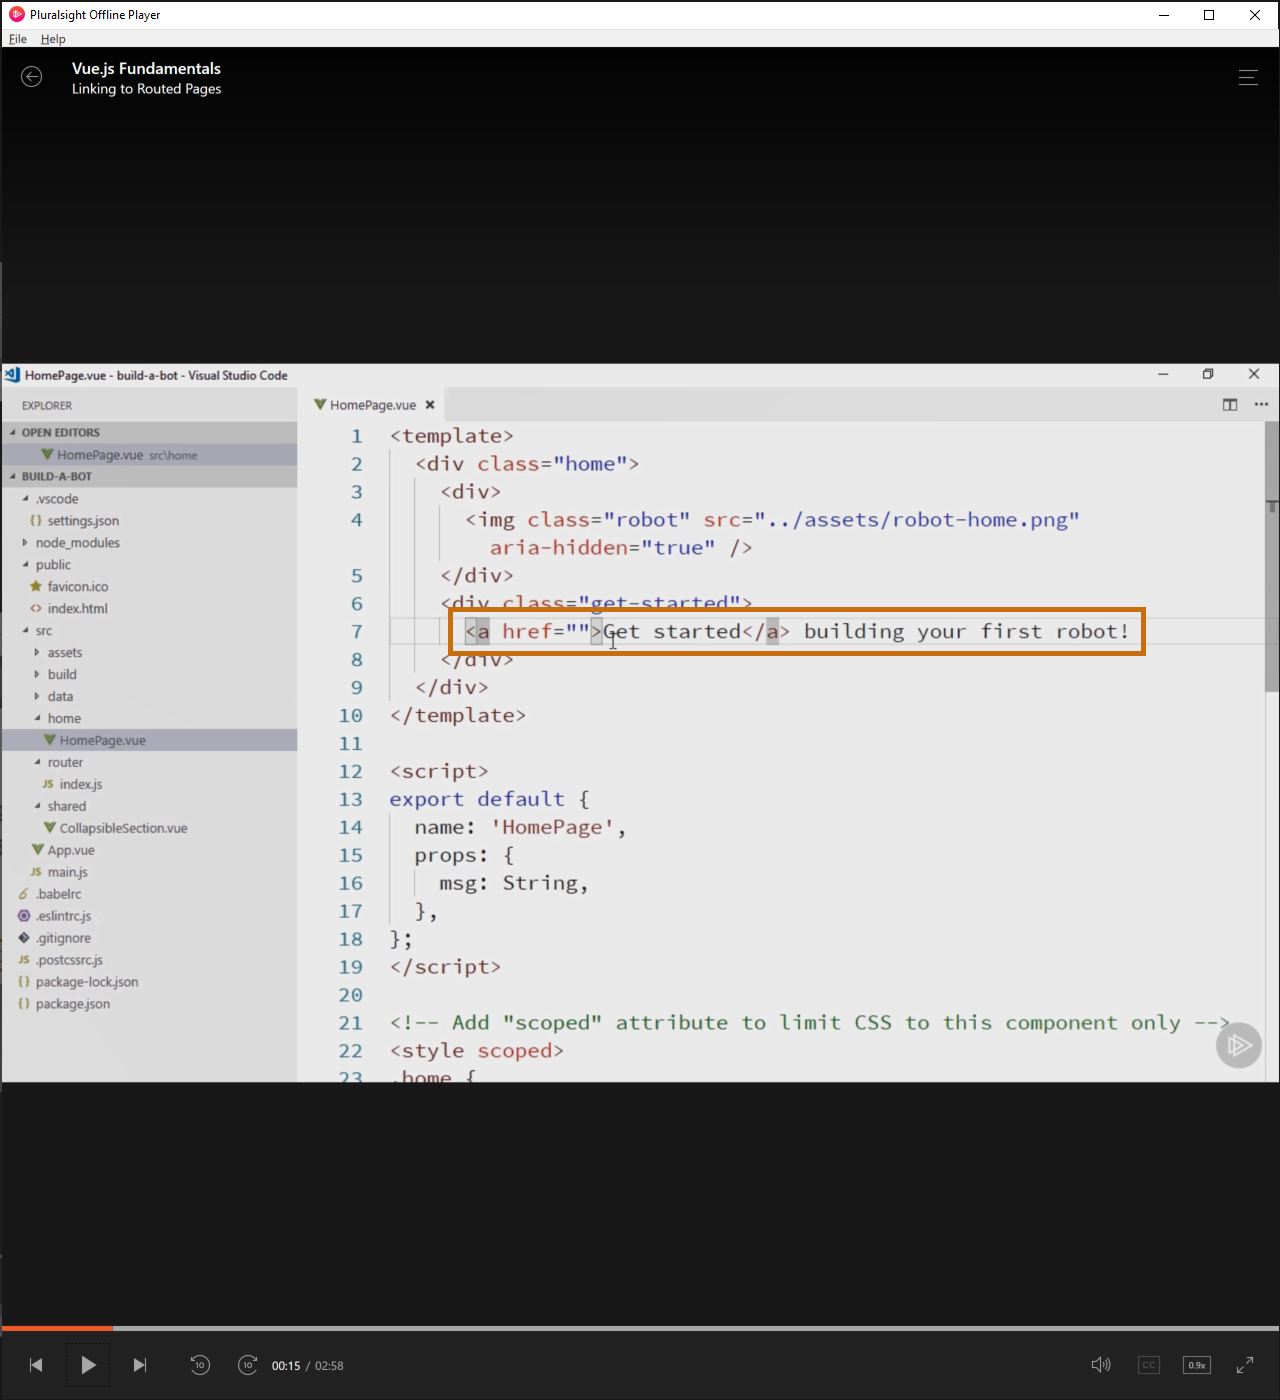 Pluralsight Offline Player
File Help
Vue.js Fundamentals
Linking to Routed Pages
HomePage.vue - build-a-bot - Visual Studio Code
EXPLORER
OPEN EDITORS
HomePage.vue src\home
BUILD-A-BOT
.vscode
{} settings.json
node_modules
public
favicon.ico
<> index.html
src
assets
build
data
home
HomePage.vue
router
JS index.js
shared
CollapsibleSection.vue
App.vue
JS main.js
.babelrc
.eslintrc.js
.gitignore
JS .postcssrc.js
{} package-lock.json
{} package.json
HomePage.vue
1 <template>
2 <div class="home">
3 <div>
4 <img class="robot" src="../assets/robot-home.png"
aria-hidden="true" />
5 </div>
6 <div class="get-started">
7 <a href="">Get started</a> building your first robot!
8 </div>
9 </div>
10 </template>
11
12 <script>
13 export default {
14 name: 'HomePage',
15 props: {
16 msg: String,
17 },
18 };
19 </script>
20
21 <!-- Add "scoped" attribute to limit CSS to this component only -->
22 <style scoped>
23 .home {
10
10
00:15 / 02:58
CC
0.9x